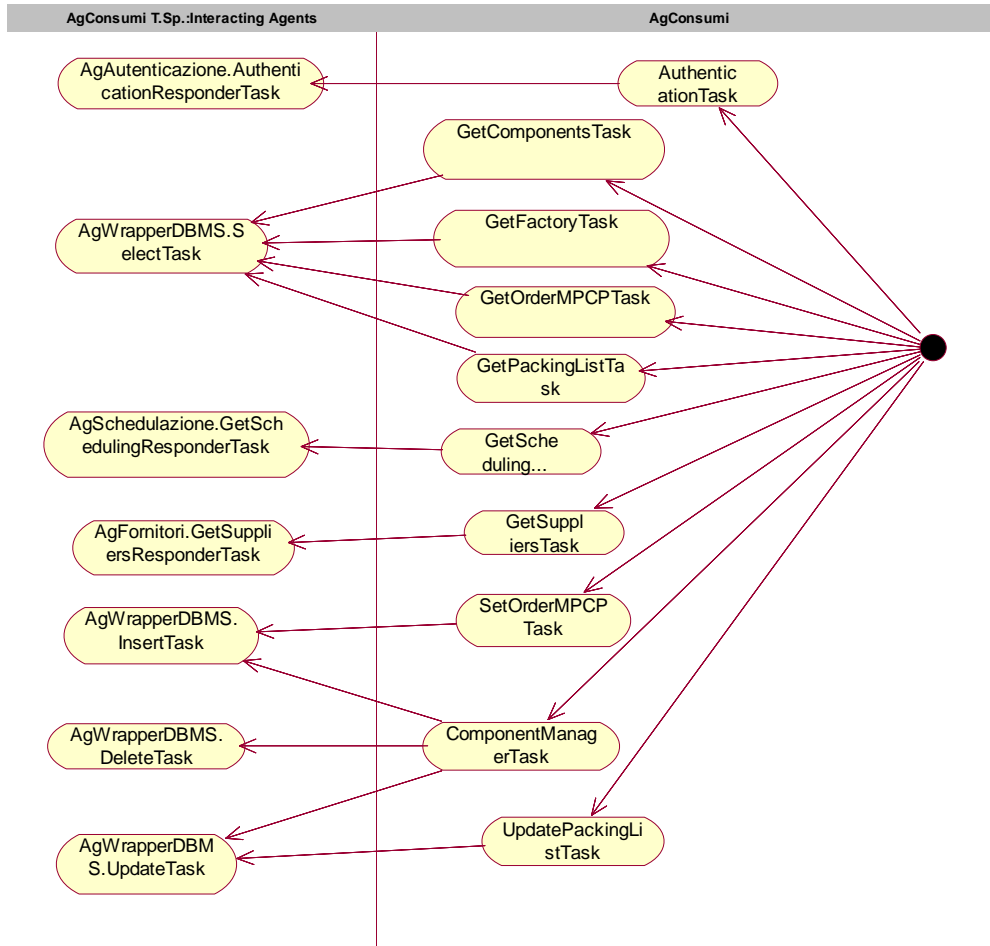 AgConsumi T.Sp.:Interacting Agents
AgConsumi
AgAutenticazione.Authenti
cationResponderTask
Authentic
ationTask
GetComponentsTask
AgWrapperDBMS.S
electTask
GetFactoryTask
GetOrderMPCPTask
GetPackingListTa
sk
AgSchedulazione.GetSch
edulingResponderTask
GetSche
duling...
AgFornitori.GetSuppli
ersResponderTask
GetSuppl
iersTask
AgWrapperDBMS.
InsertTask
SetOrderMPCP
Task
AgWrapperDBMS.
DeleteTask
ComponentManag
erTask
AgWrapperDBM
S.UpdateTask
UpdatePackingLi
stTask